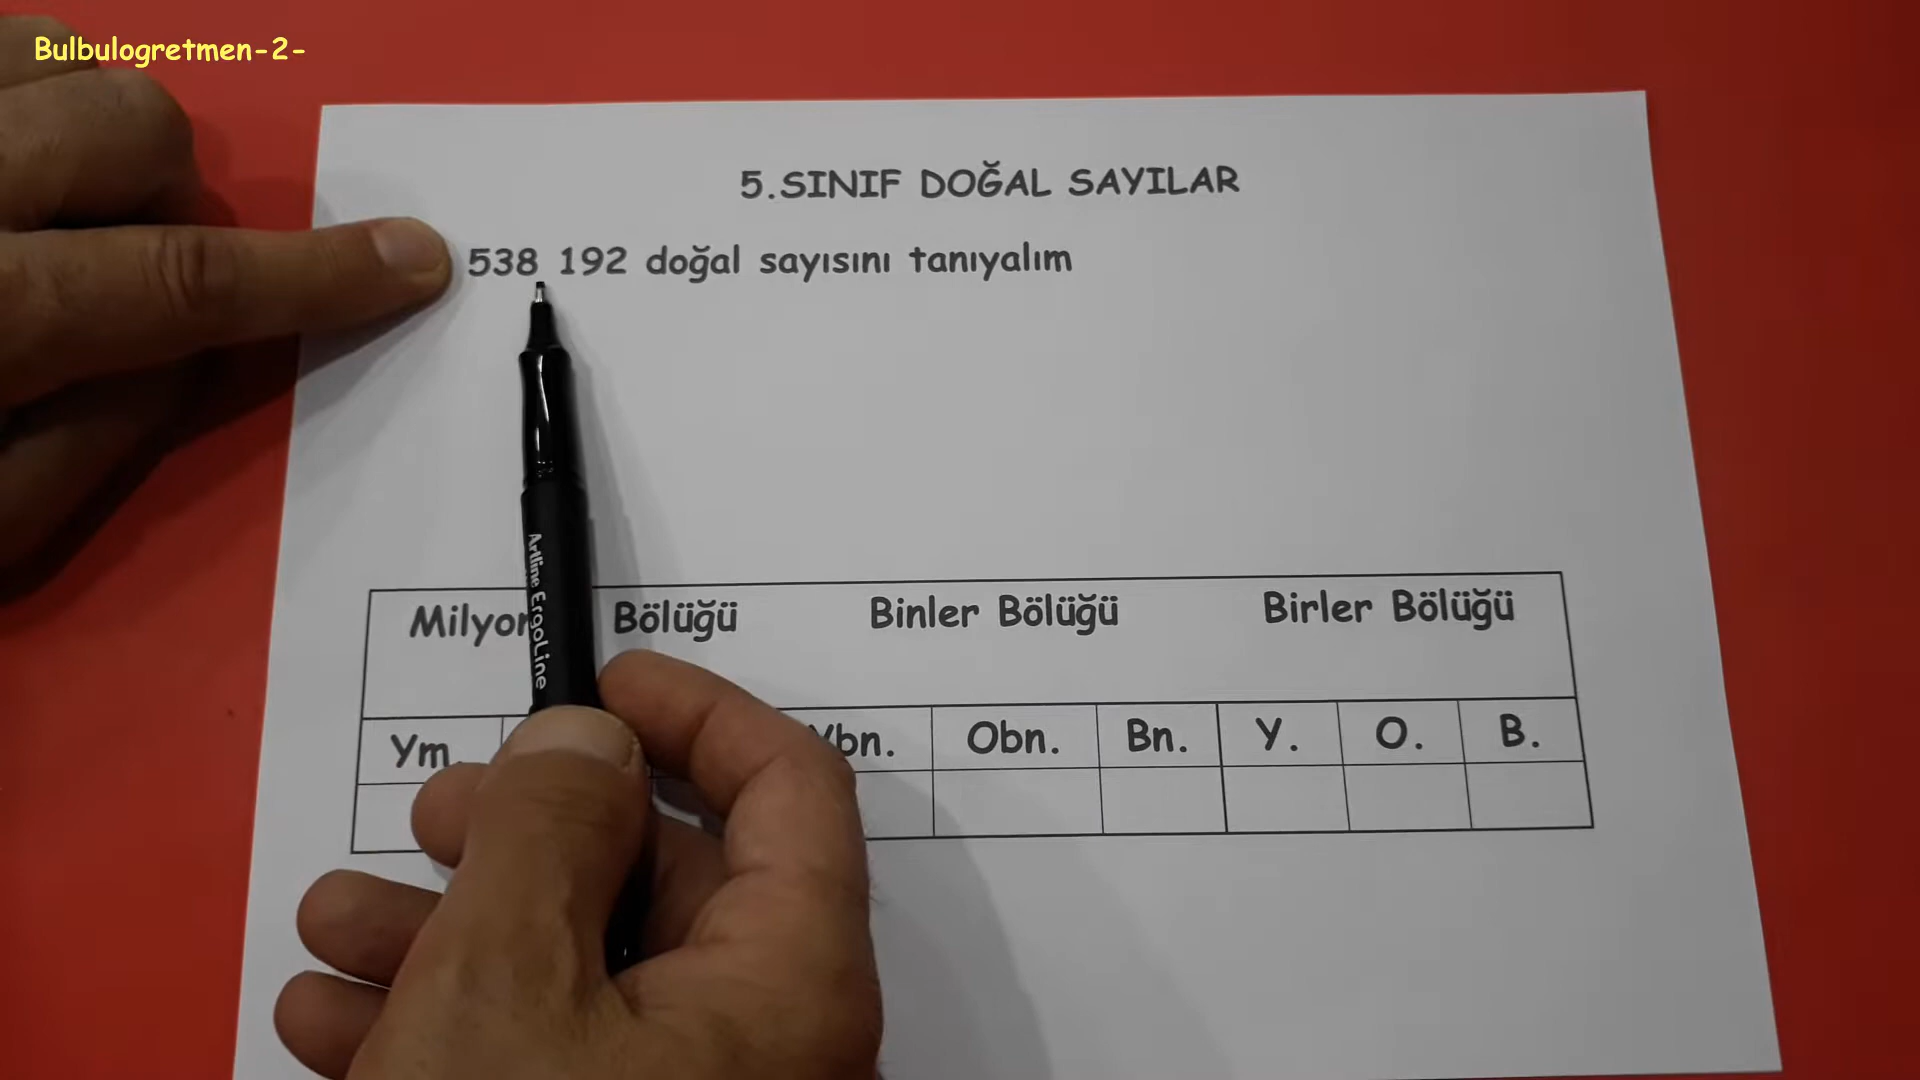 Bulbulogretmen-2-
5.SINIF DOĞAL SAYILAR
538 192 doğal sayısını tanıyalım
Artline ErgoLine
Bölüğü Binler Bölüğü Birler Bölüğü
Ym. Obn. Bn. Y. O. B.